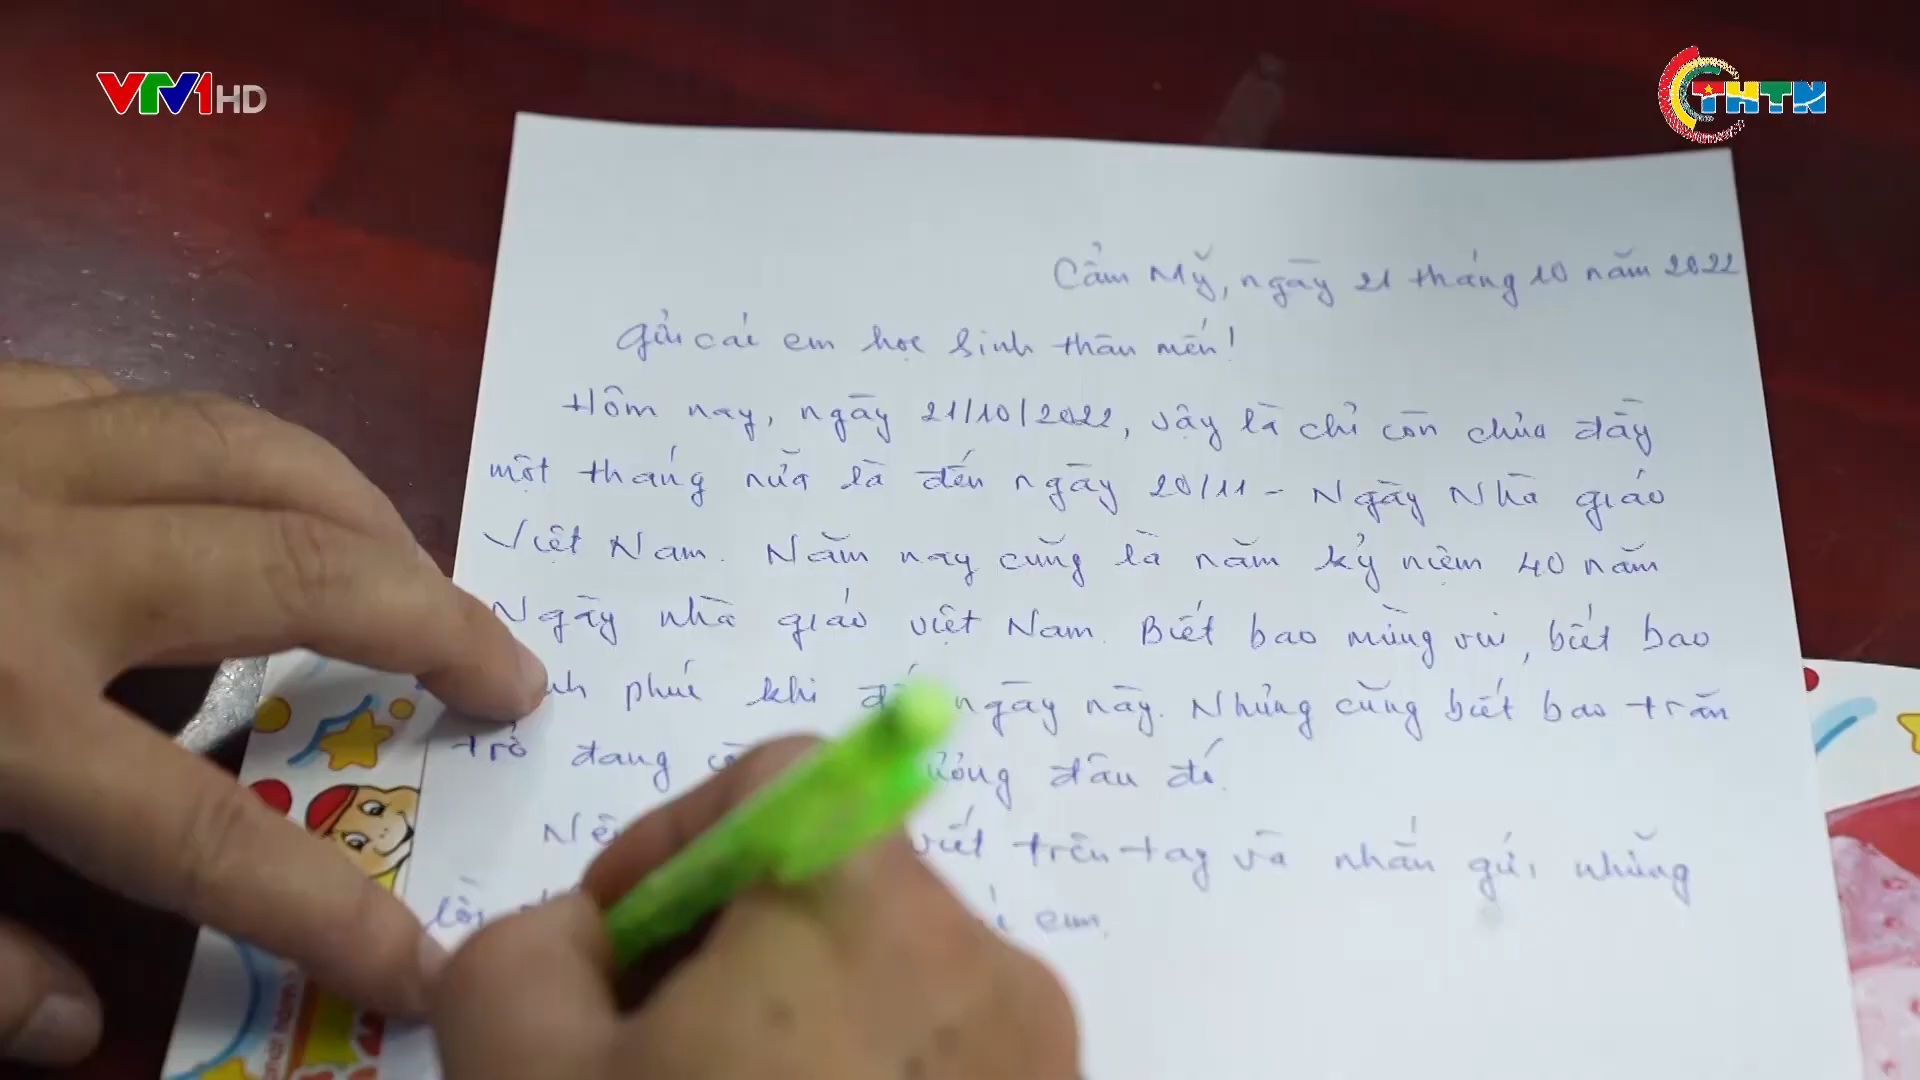 VTV1 HD
THTN
Cẩm Mỹ, ngày 21 tháng 10 năm 2022
Gửi các em học sinh thân mến!
Hôm nay, ngày 21/10/2022, vậy là chỉ còn chưa đầy
một tháng nữa là đến ngày 20/11 - Ngày Nhà giáo
Việt Nam. Năm nay cũng là năm kỷ niệm 40 năm
Ngày nhà giáo Việt Nam. Biết bao mừng vui, biết bao
phúc khi ngày này. Nhưng cũng biết bao trăn
trở đang đâu đó.
viết trên tay và nhắn gửi những
lời em.